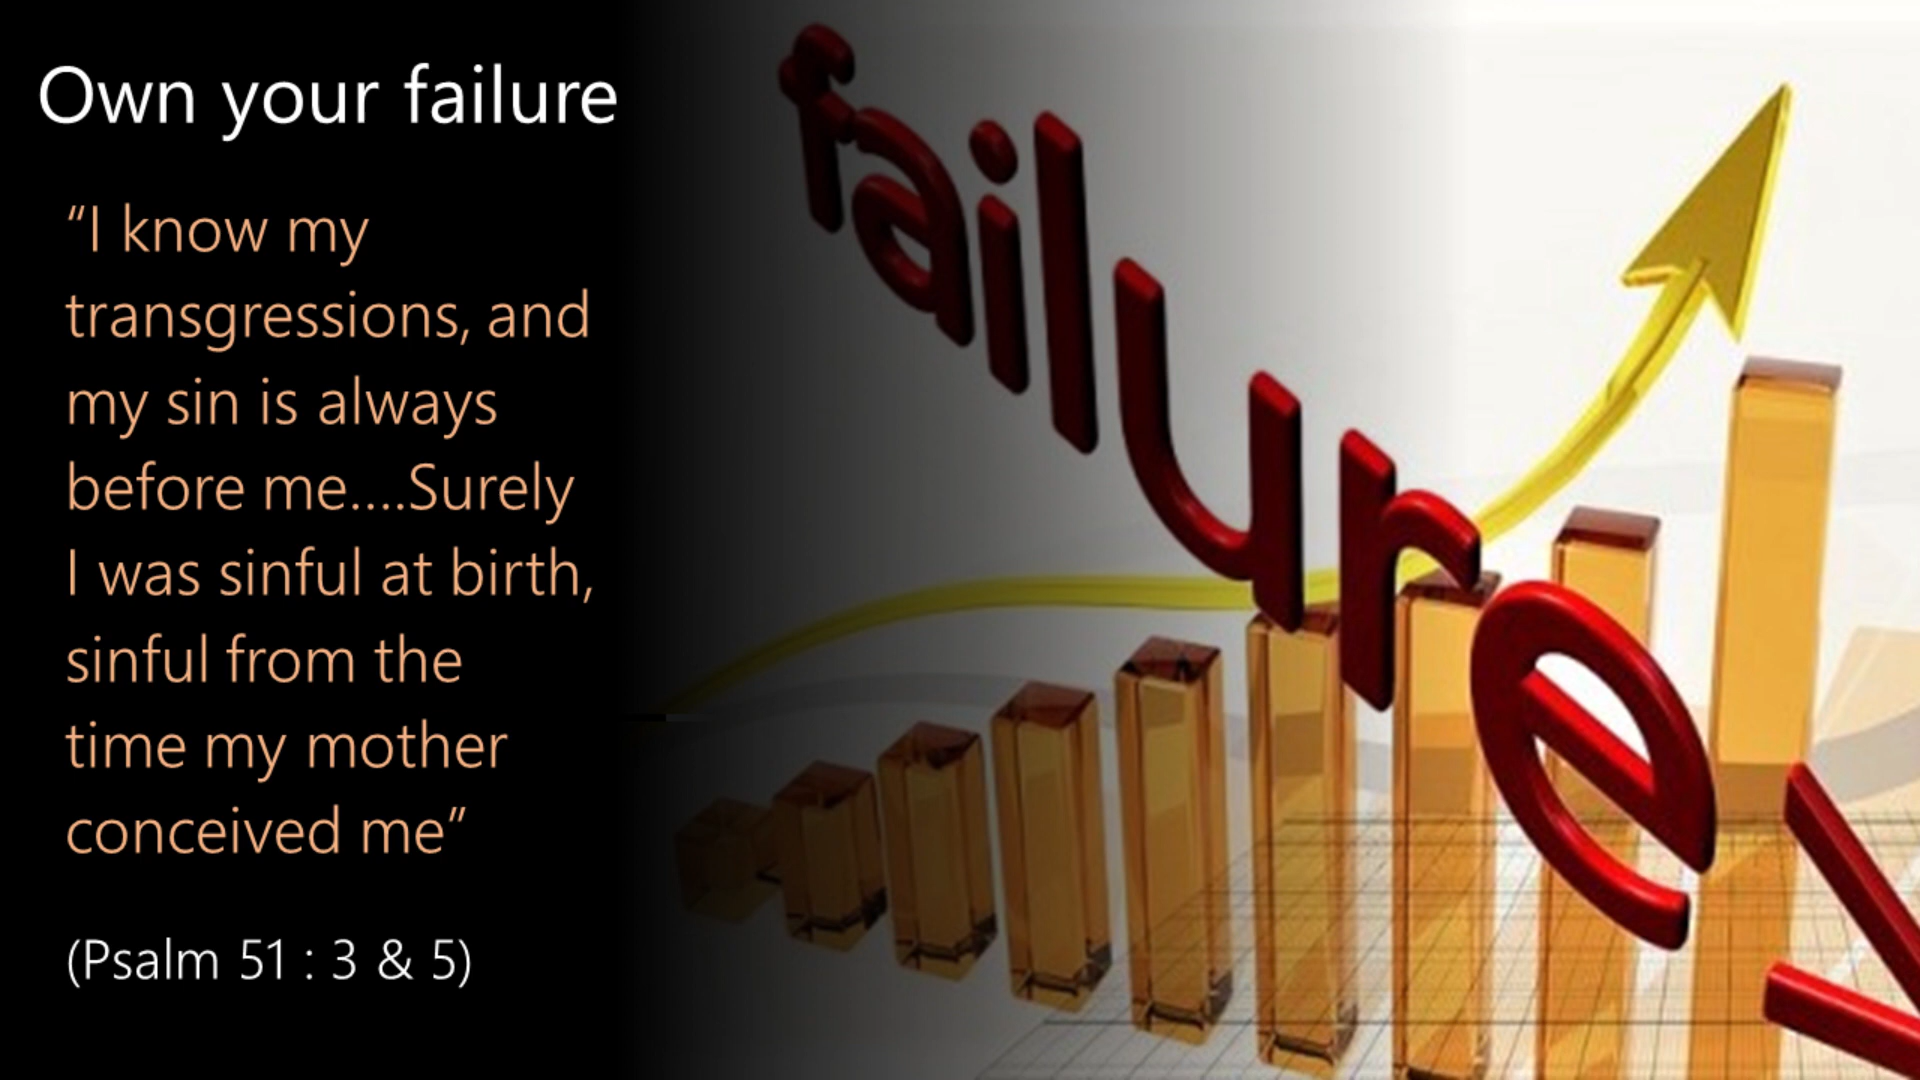 Own your failure
“I know my
transgressions, and
my sin is always
before me....Surely
I was sinful at birth,
sinful from the
time my mother
conceived me”
(Psalm 51 : 3 & 5)
failure